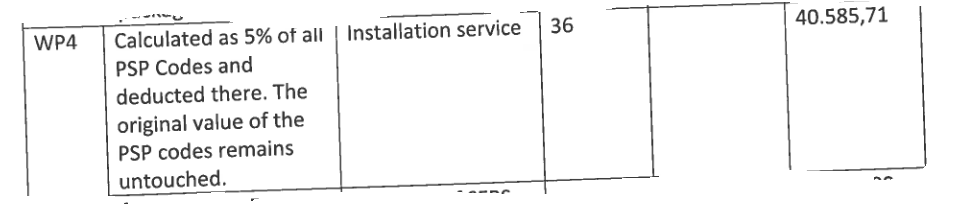 WP4 Calculated as 5% of all Installation service 36 40.585,71
PSP Codes and
deducted there. The
original value of the
PSP codes remains
untouched.